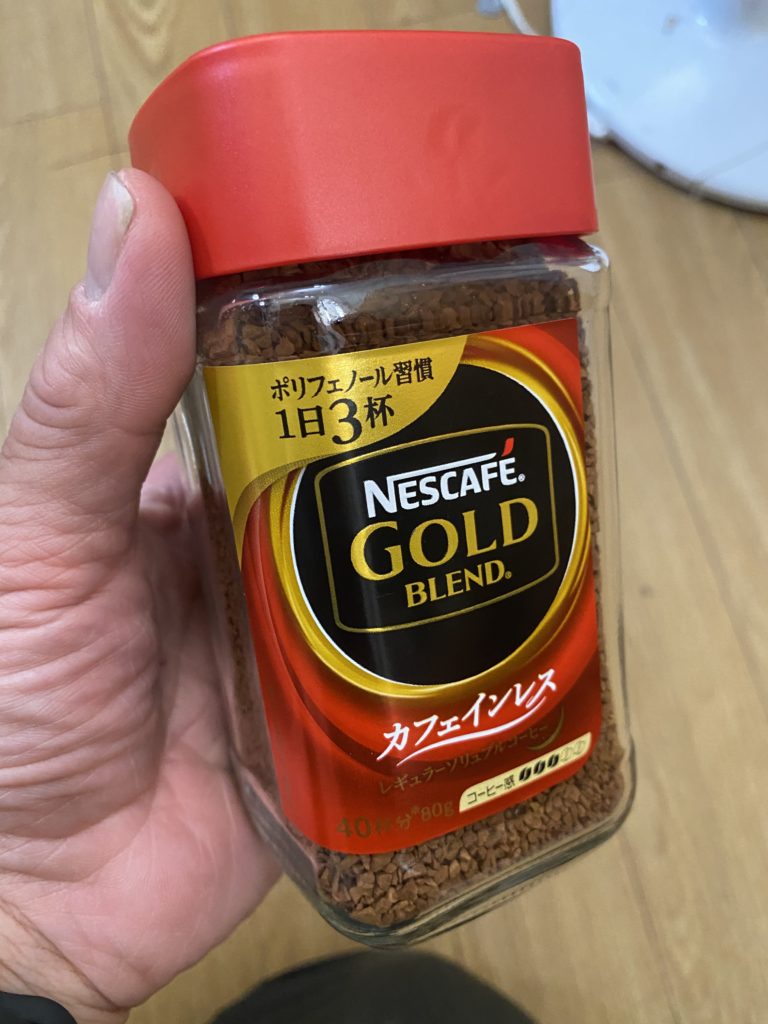 ポリフェノール習慣
1日3杯
NESCAFÉ®
GOLD
BLEND®
カフェインレス
レギュラーソリュブルコーヒー
コーヒー感
40杯分*80g